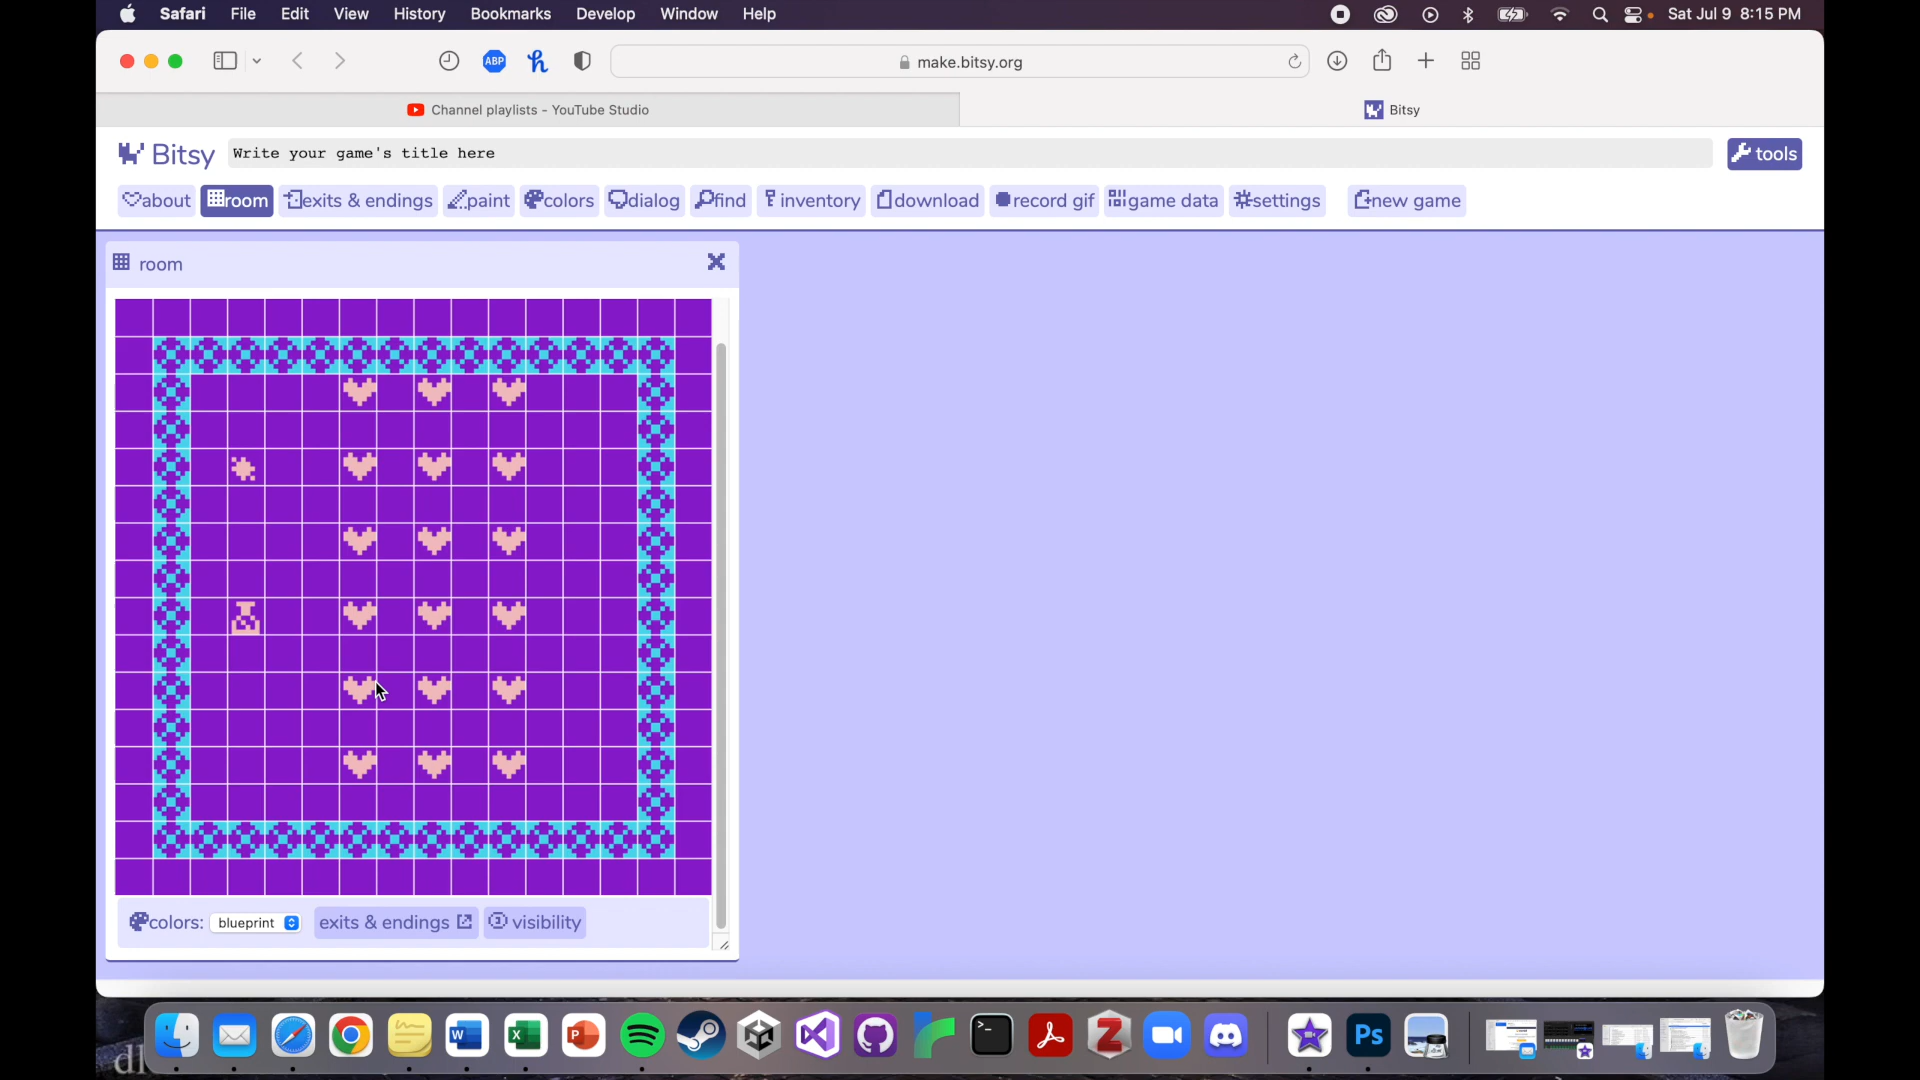 Safari File Edit View History Bookmarks Develop Window Help Sat Jul 9 8:15 PM
ABP make.bitsy.org
Channel playlists - YouTube Studio Bitsy
Bitsy Write your game's title here tools
about room exits & endings paint colors dialog find inventory download record gif game data settings new game
room
colors: blueprint exits & endings visibility
W X P Z Ps